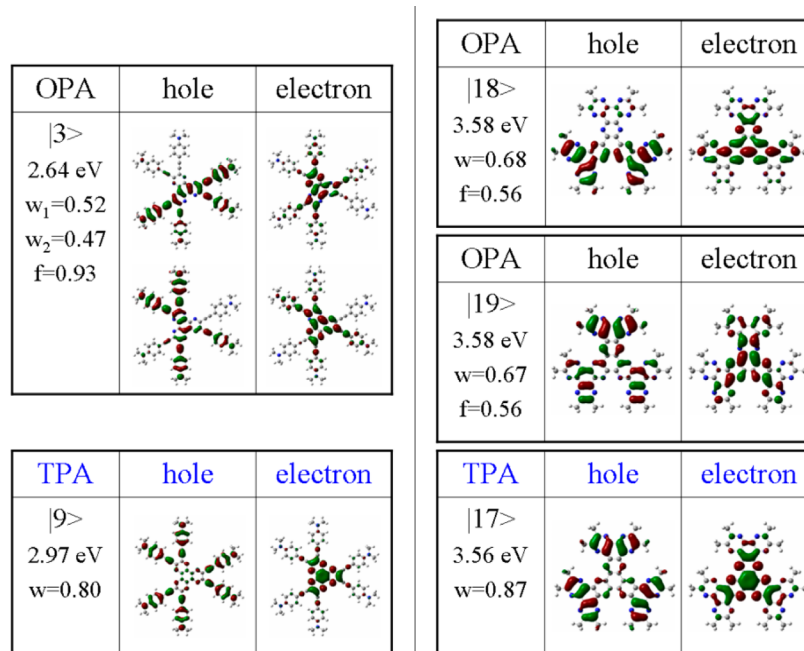 OPA hole electron
|3>
2.64 eV
w₁=0.52
w₂=0.47
f=0.93
TPA hole electron
|9>
2.97 eV
w=0.80
OPA hole electron
|18>
3.58 eV
w=0.68
f=0.56
OPA hole electron
|19>
3.58 eV
w=0.67
f=0.56
TPA hole electron
|17>
3.56 eV
w=0.87